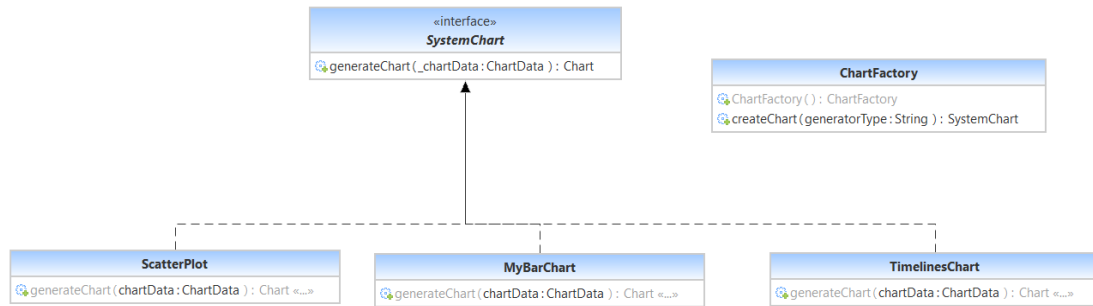 «interface»
SystemChart
generateChart(_chartData:ChartData): Chart
ChartFactory
ChartFactory(): ChartFactory
createChart(generatorType:String): SystemChart
ScatterPlot
generateChart(chartData:ChartData): Chart «...»
MyBarChart
generateChart(chartData:ChartData): Chart «...»
TimelinesChart
generateChart(chartData:ChartData): Chart «...»